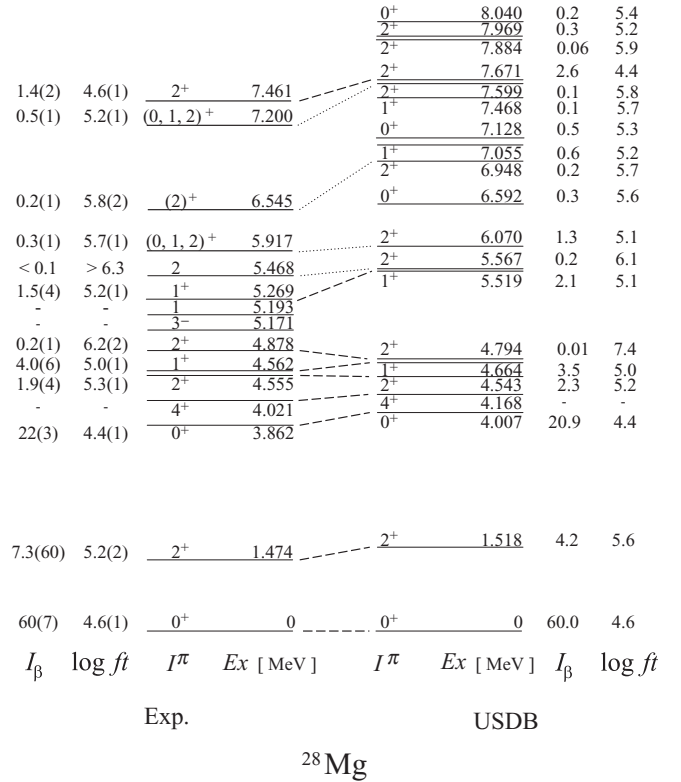 0⁺ 8.040 0.2 5.4
2⁺ 7.969 0.3 5.2
2⁺ 7.884 0.06 5.9
1.4(2) 4.6(1) 2⁺ 7.461 2⁺ 7.671 2.6 4.4
2⁺ 7.599 0.1 5.8
0.5(1) 5.2(1) (0, 1, 2)⁺ 7.200 1⁺ 7.468 0.1 5.7
0⁺ 7.128 0.5 5.3
1⁺ 7.055 0.6 5.2
2⁺ 6.948 0.2 5.7
0.2(1) 5.8(2) (2)⁺ 6.545 0⁺ 6.592 0.3 5.6
0.3(1) 5.7(1) (0, 1, 2)⁺ 5.917 2⁺ 6.070 1.3 5.1
< 0.1 > 6.3 2 5.468 2⁺ 5.567 0.2 6.1
1.5(4) 5.2(1) 1⁺ 5.269 1⁺ 5.519 2.1 5.1
- - 1 5.193
- - 3⁻ 5.171
0.2(1) 6.2(2) 2⁺ 4.878 2⁺ 4.794 0.01 7.4
4.0(6) 5.0(1) 1⁺ 4.562 1⁺ 4.664 3.5 5.0
1.9(4) 5.3(1) 2⁺ 4.555 2⁺ 4.543 2.3 5.2
- - 4⁺ 4.021 4⁺ 4.168 - -
22(3) 4.4(1) 0⁺ 3.862 0⁺ 4.007 20.9 4.4
7.3(60) 5.2(2) 2⁺ 1.474 2⁺ 1.518 4.2 5.6
60(7) 4.6(1) 0⁺ 0 0⁺ 0 60.0 4.6
Iβ log ft Iπ Ex [ MeV ] Iπ Ex [ MeV ] Iβ log ft
Exp. USDB
²⁸Mg